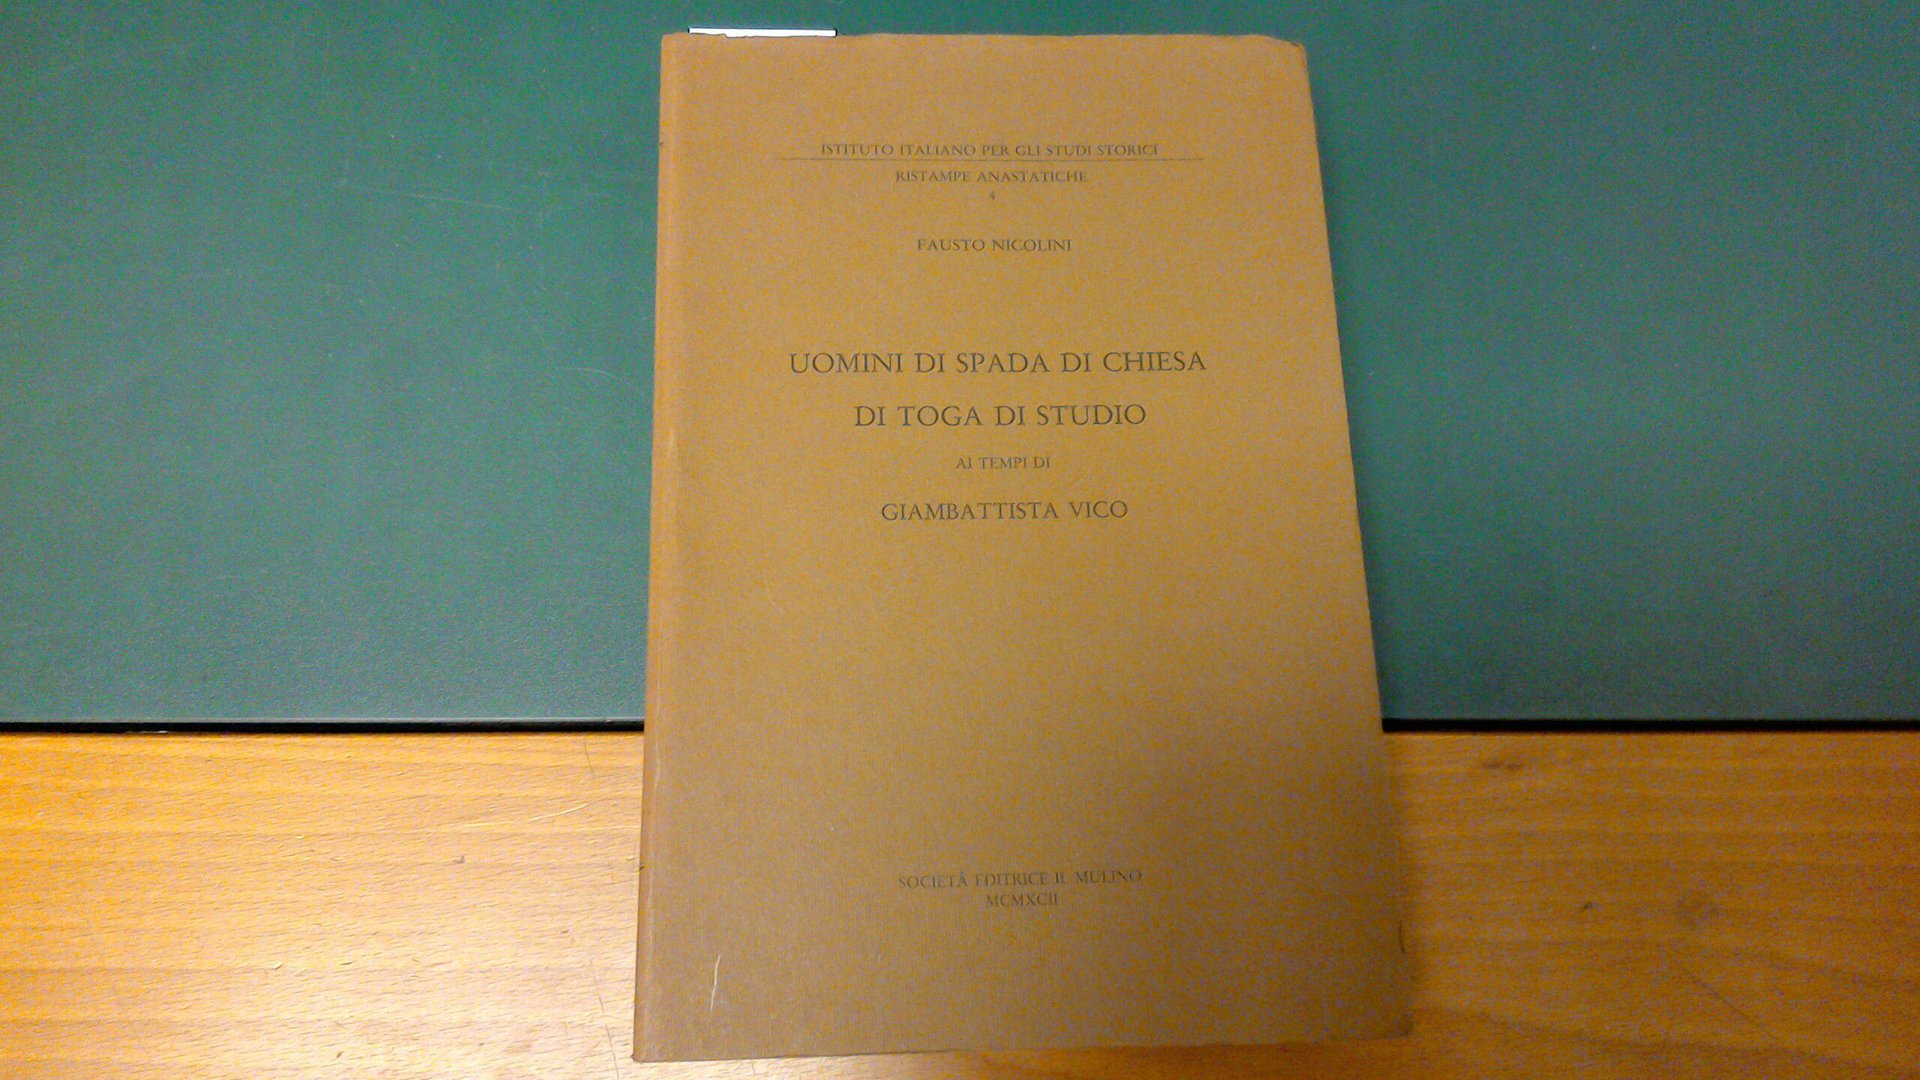 ISTITUTO ITALIANO PER GLI STUDI STORICI
RISTAMPE ANASTATICHE
4
FAUSTO NICOLINI
UOMINI DI SPADA DI CHIESA
DI TOGA DI STUDIO
AI TEMPI DI
GIAMBATTISTA VICO
SOCIETÀ EDITRICE IL MULINO
MCMXCII